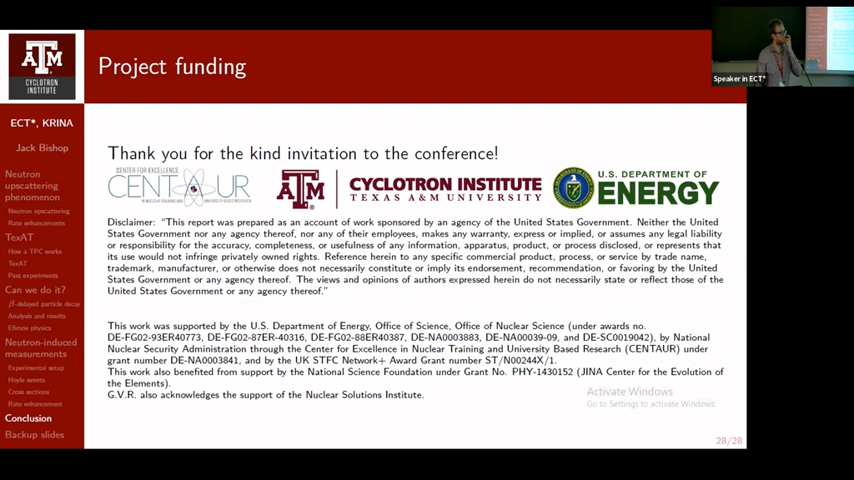 ĀTM
CYCLOTRON
INSTITUTE
Project funding
Speaker in ECT*
ECT*, KRINA
Jack Bishop
Neutron
upscattering
phenomenon
Neutron upscattering
Rate enhancements
TexAT
How a TPC works
TexAT
Past experiments
Can we do it?
β-delayed particle decay
Analysis and results
Efimov physics
Neutron-induced
measurements
Experimental setup
Hoyle events
Cross sections
Rate enhancement
Conclusion
Backup slides
Thank you for the kind invitation to the conference!
CENTER FOR EXCELLENCE
CENTAUR
IN NUCLEAR TRAINING AND UNIVERSITY-BASED RESEARCH
ĀTM
CYCLOTRON INSTITUTE
TEXAS A&M UNIVERSITY
U.S. DEPARTMENT OF
ENERGY
Disclaimer: "This report was prepared as an account of work sponsored by an agency of the United States Government. Neither the United
States Government nor any agency thereof, nor any of their employees, makes any warranty, express or implied, or assumes any legal liability
or responsibility for the accuracy, completeness, or usefulness of any information, apparatus, product, or process disclosed, or represents that
its use would not infringe privately owned rights. Reference herein to any specific commercial product, process, or service by trade name,
trademark, manufacturer, or otherwise does not necessarily constitute or imply its endorsement, recommendation, or favoring by the United
States Government or any agency thereof. The views and opinions of authors expressed herein do not necessarily state or reflect those of the
United States Government or any agency thereof."
This work was supported by the U.S. Department of Energy, Office of Science, Office of Nuclear Science (under awards no.
DE-FG02-93ER40773, DE-FG02-87ER-40316, DE-FG02-88ER40387, DE-NA0003883, DE-NA00039-09, and DE-SC0019042), by National
Nuclear Security Administration through the Center for Excellence in Nuclear Training and University Based Research (CENTAUR) under
grant number DE-NA0003841, and by the UK STFC Network+ Award Grant number ST/N00244X/1.
This work also benefited from support by the National Science Foundation under Grant No. PHY-1430152 (JINA Center for the Evolution of
the Elements).
G.V.R. also acknowledges the support of the Nuclear Solutions Institute.
Activate Windows
Go to Settings to activate Windows.
28/28